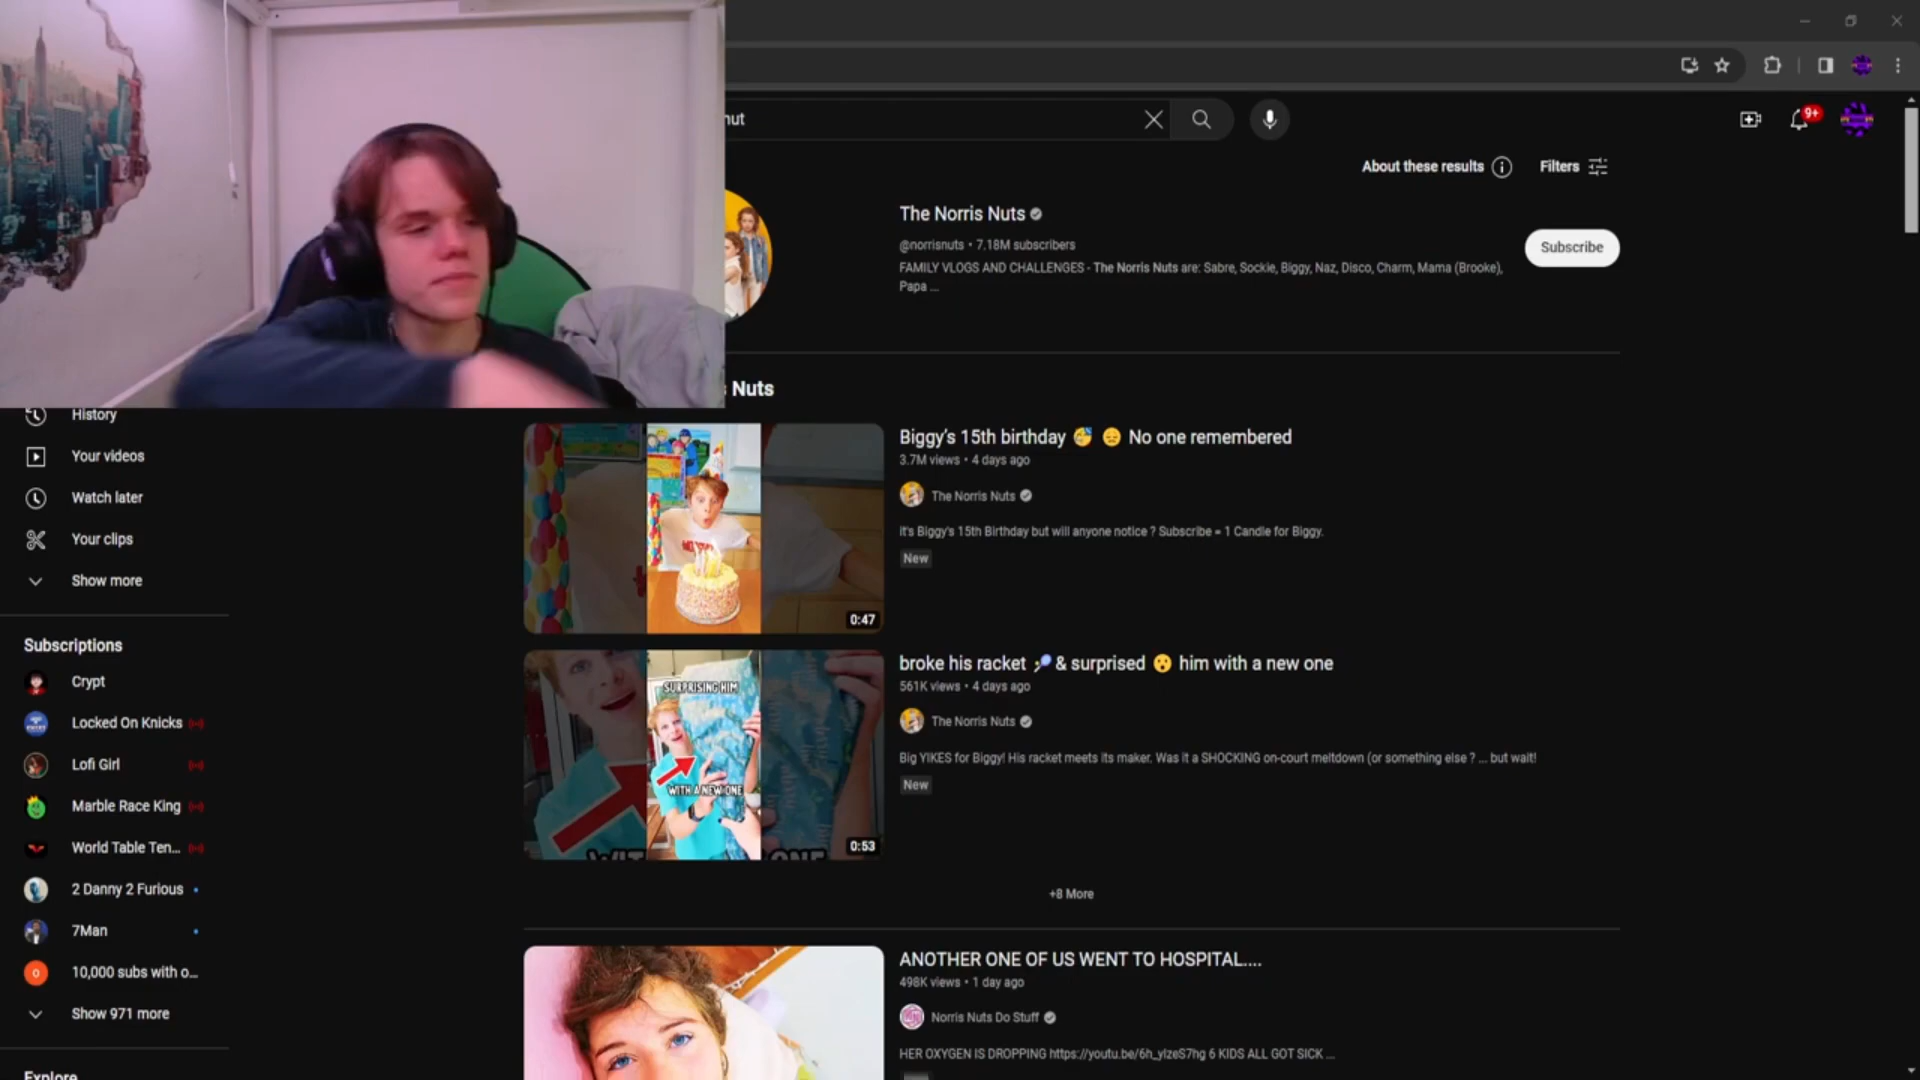 nut
9+
About these results
Filters
The Norris Nuts
@norrisnuts • 7.18M subscribers
Subscribe
FAMILY VLOGS AND CHALLENGES - The Norris Nuts are: Sabre, Sockie, Biggy, Naz, Disco, Charm, Mama (Brooke),
Papa ...
Nuts
History
Your videos
Watch later
Your clips
Show more
Subscriptions
Crypt
Locked On Knicks
Lofi Girl
Marble Race King
World Table Ten...
2 Danny 2 Furious
7Man
10,000 subs with o...
Show 971 more
Explore
Biggy's 15th birthday 😴 😔 No one remembered
3.7M views • 4 days ago
The Norris Nuts
It's Biggy's 15th Birthday but will anyone notice ? Subscribe = 1 Candle for Biggy.
New
0:47
broke his racket 🎾 & surprised 😮 him with a new one
561K views • 4 days ago
The Norris Nuts
Big YIKES for Biggy! His racket meets its maker. Was it a SHOCKING on-court meltdown (or something else ? ... but wait!
New
SURPRISING HIM
WITH A NEW ONE
0:53
+8 More
ANOTHER ONE OF US WENT TO HOSPITAL....
498K views • 1 day ago
Norris Nuts Do Stuff
HER OXYGEN IS DROPPING https://youtu.be/6h_yIzeS7hg 6 KIDS ALL GOT SICK ...